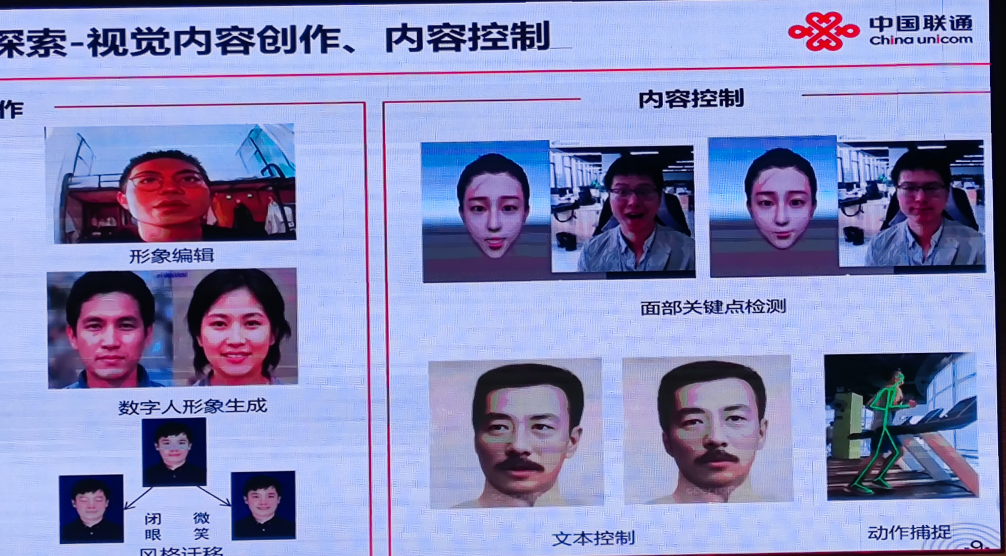 探索-视觉内容创作、内容控制
中国联通
China unicom
作
内容控制
形象编辑
面部关键点检测
数字人形象生成
闭眼
微笑
风格迁移
文本控制
动作捕捉
9